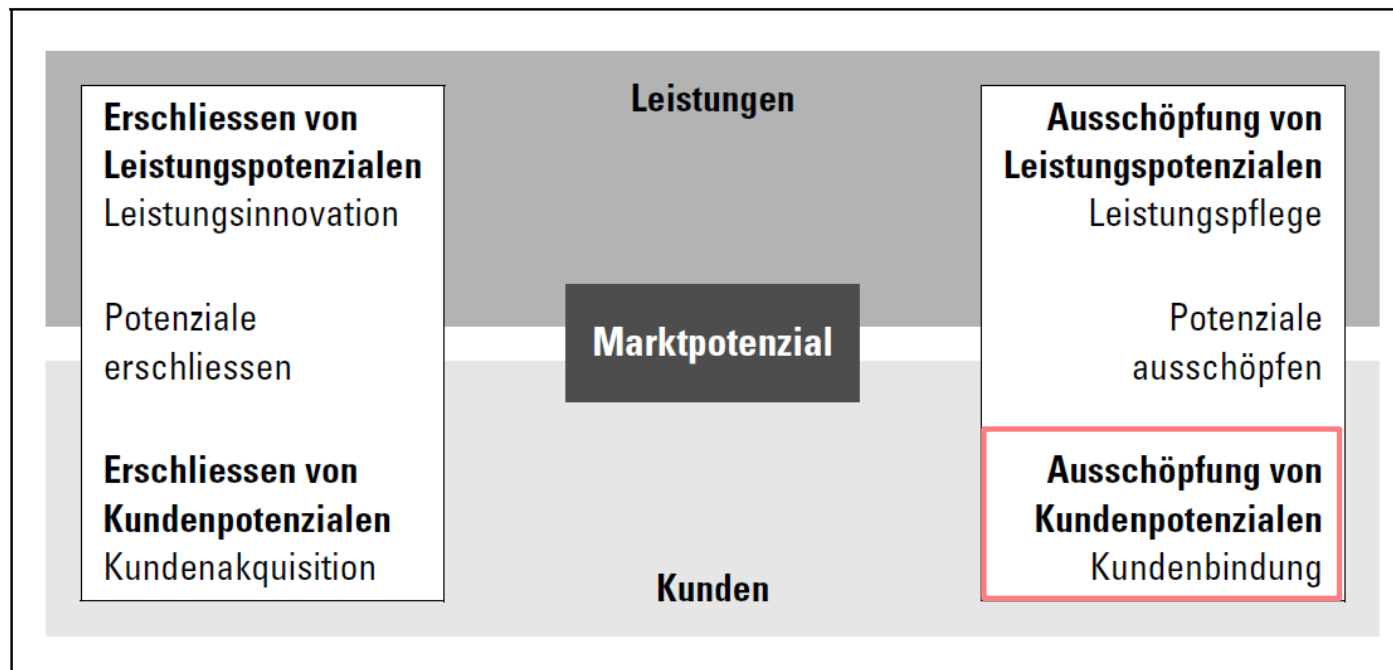 Leistungen
Erschliessen von
Leistungspotenzialen
Leistungsinnovation
Potenziale
erschliessen
Erschliessen von
Kundenpotenzialen
Kundenakquisition
Marktpotenzial
Ausschöpfung von
Leistungspotenzialen
Leistungspflege
Potenziale
ausschöpfen
Ausschöpfung von
Kundenpotenzialen
Kundenbindung
Kunden